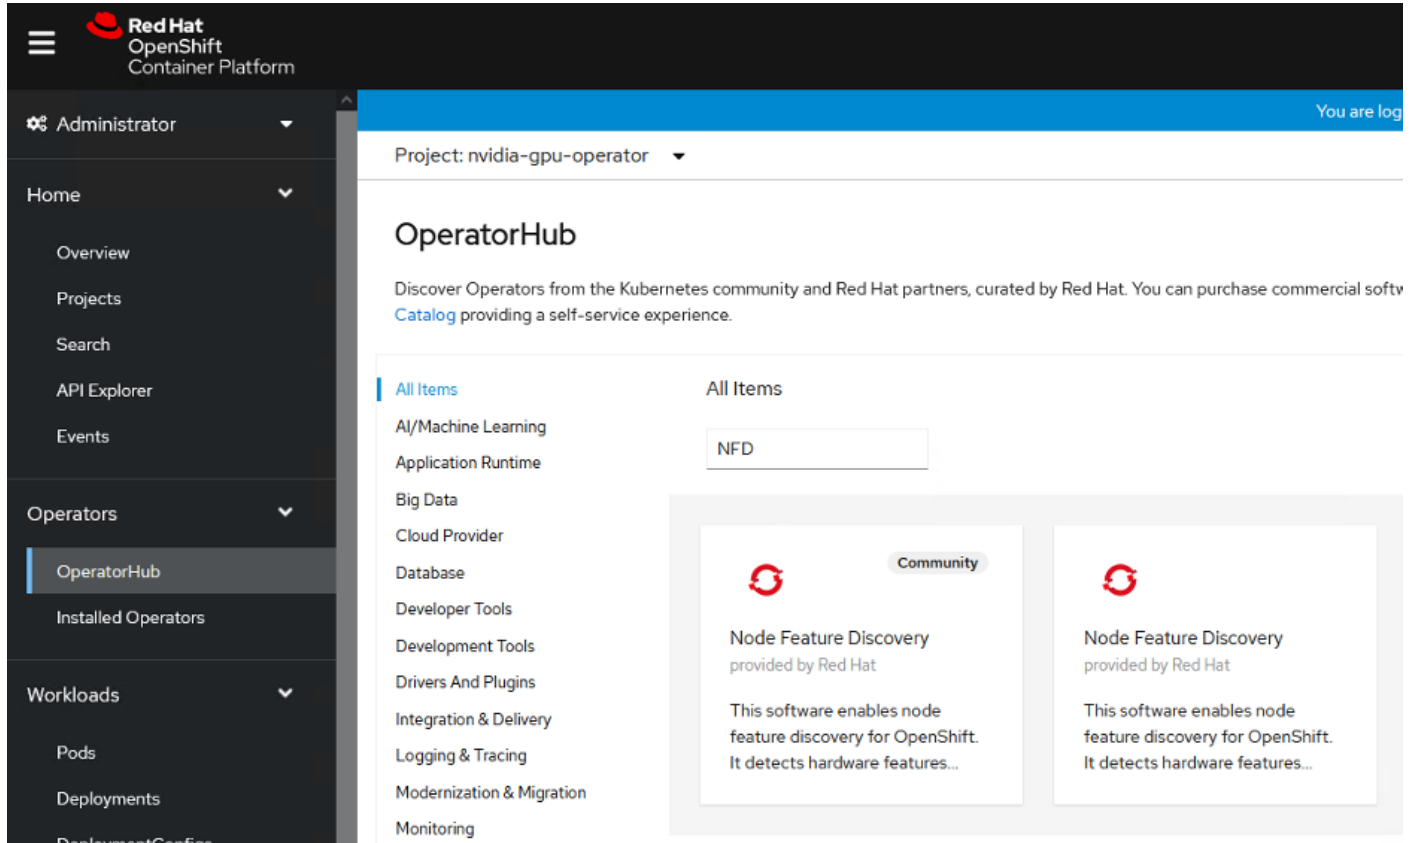 Red Hat
OpenShift
Container Platform
Administrator
Home
Overview
Projects
Search
API Explorer
Events
Operators
OperatorHub
Installed Operators
Workloads
Pods
Deployments
DeploymentConfigs
You are log
Project: nvidia-gpu-operator
OperatorHub
Discover Operators from the Kubernetes community and Red Hat partners, curated by Red Hat. You can purchase commercial softw
Catalog providing a self-service experience.
All Items
AI/Machine Learning
Application Runtime
Big Data
Cloud Provider
Database
Developer Tools
Development Tools
Drivers And Plugins
Integration & Delivery
Logging & Tracing
Modernization & Migration
Monitoring
All Items
NFD
Community
Node Feature Discovery
provided by Red Hat
This software enables node
feature discovery for OpenShift.
It detects hardware features...
Node Feature Discovery
provided by Red Hat
This software enables node
feature discovery for OpenShift.
It detects hardware features...